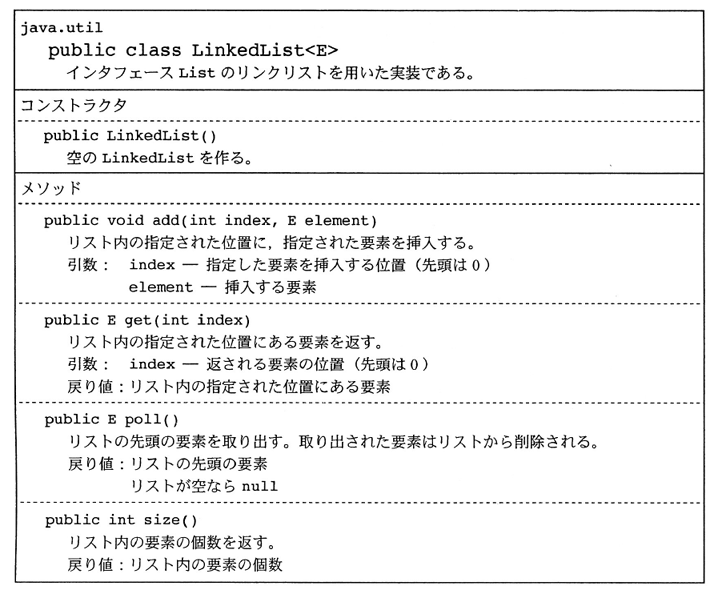 java.util
public class LinkedList<E>
インタフェース List のリンクリストを用いた実装である。
コンストラクタ
public LinkedList()
空の LinkedList を作る。
メソッド
public void add(int index, E element)
リスト内の指定された位置に，指定された要素を挿入する。
引数： index — 指定した要素を挿入する位置（先頭は0）
element — 挿入する要素
public E get(int index)
リスト内の指定された位置にある要素を返す。
引数： index — 返される要素の位置（先頭は0）
戻り値：リスト内の指定された位置にある要素
public E poll()
リストの先頭の要素を取り出す。取り出された要素はリストから削除される。
戻り値：リストの先頭の要素
リストが空なら null
public int size()
リスト内の要素の個数を返す。
戻り値：リスト内の要素の個数